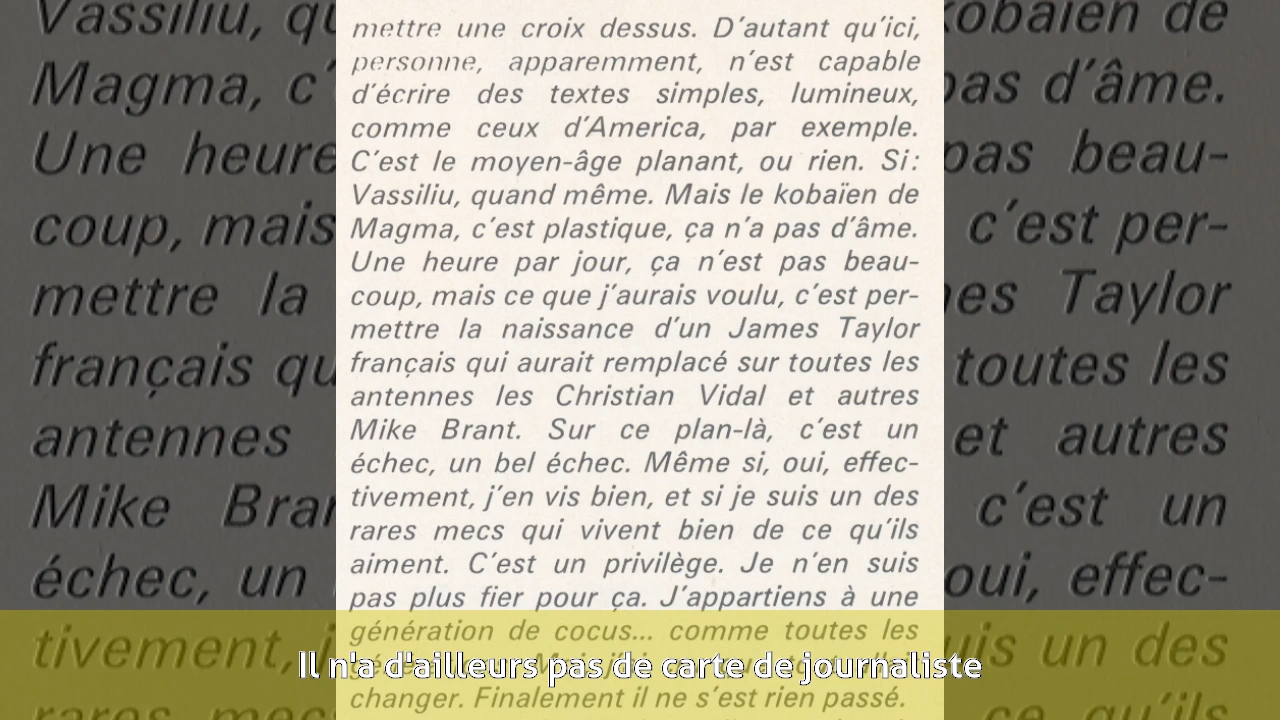 mettre une croix dessus. D'autant qu'ici,
personne, apparemment, n'est capable
d'écrire des textes simples, lumineux,
comme ceux d'America, par exemple.
C'est le moyen-âge planant, ou rien. Si :
Vassiliu, quand même. Mais le kobaïen de
Magma, c'est plastique, ça n'a pas d'âme.
Une heure par jour, ça n'est pas beau-
coup, mais ce que j'aurais voulu, c'est per-
mettre la naissance d'un James Taylor
français qui aurait remplacé sur toutes les
antennes les Christian Vidal et autres
Mike Brant. Sur ce plan-là, c'est un
échec, un bel échec. Même si, oui, effec-
tivement, j'en vis bien, et si je suis un des
rares mecs qui vivent bien de ce qu'ils
aiment. C'est un privilège. Je n'en suis
pas plus fier pour ça. J'appartiens à une
génération de cocus... comme toutes les
Il n'a d'ailleurs pas de carte de journaliste
changer. Finalement il ne s'est rien passé.